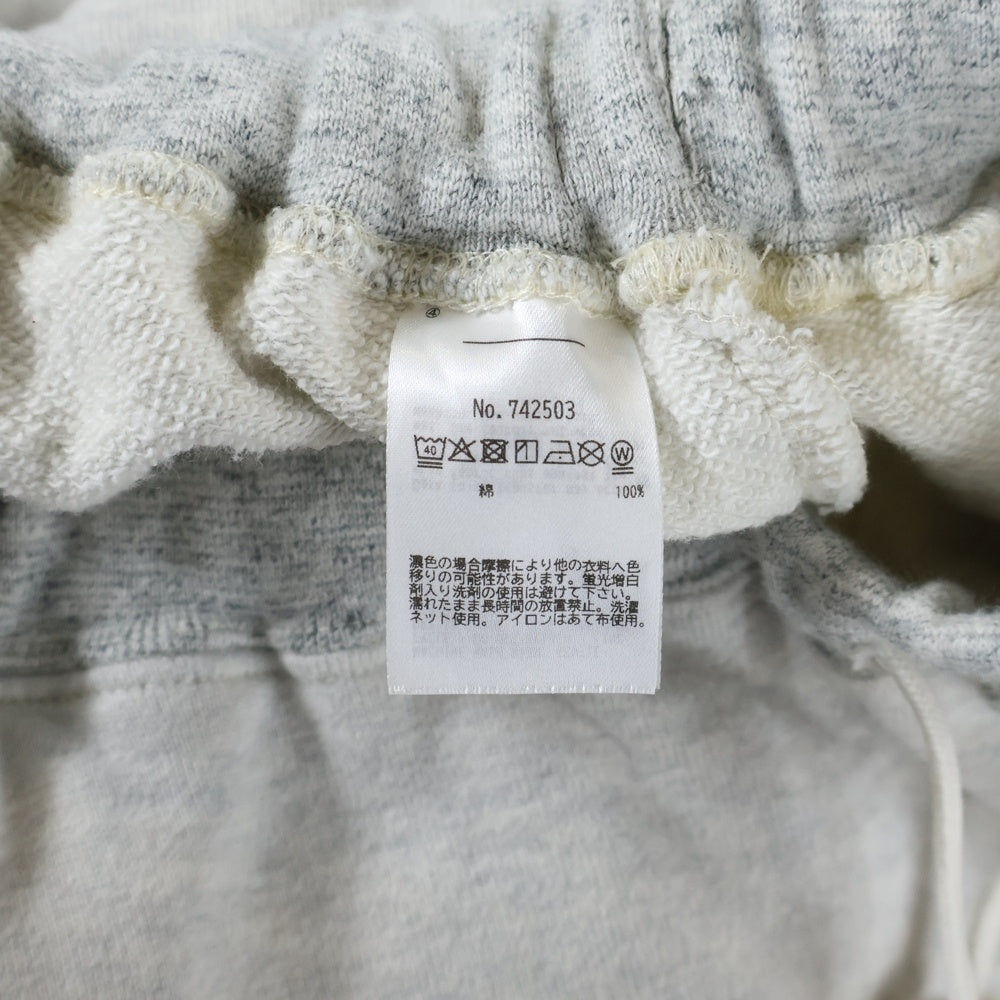 ④
No. 742503
40 W
綿 100%
濃色の場合摩擦により他の衣料へ色
移りの可能性があります。蛍光増白
剤入り洗剤の使用は避けて下さい。
濡れたまま長時間の放置禁止。洗濯
ネット使用。アイロンはあて布使用。